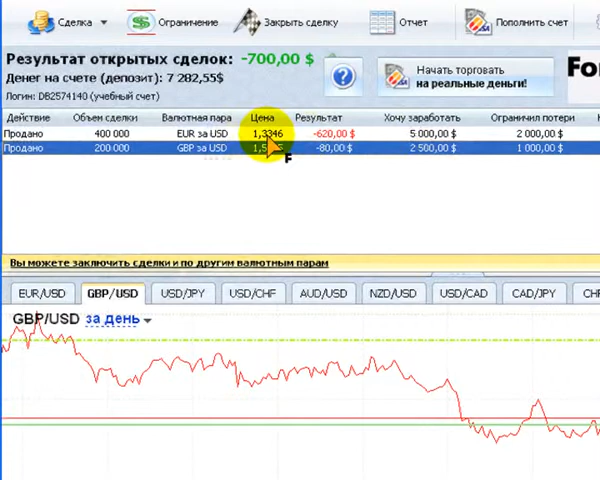 Сделка Ограничение Закрыть сделку Отчет Пополнить счет
Результат открытых сделок: -700,00 $
Денег на счете (депозит): 7 282,55$
Логин: DB2574140 (учебный счет)
Начать торговать
на реальные деньги!
Fo
Действие Объем сделки Валютная пара Цена Результат Хочу заработать Ограничил потери
Продано 400 000 EUR за USD 1,3346 -620,00 $ 5 000,00 $ 2 000,00 $
Продано 200 000 GBP за USD -80,00 $ 2 500,00 $ 1 000,00 $
F
Вы можете заключить сделки и по другим валютным парам
EUR/USD GBP/USD USD/JPY USD/CHF AUD/USD NZD/USD USD/CAD CAD/JPY CH
GBP/USD за день